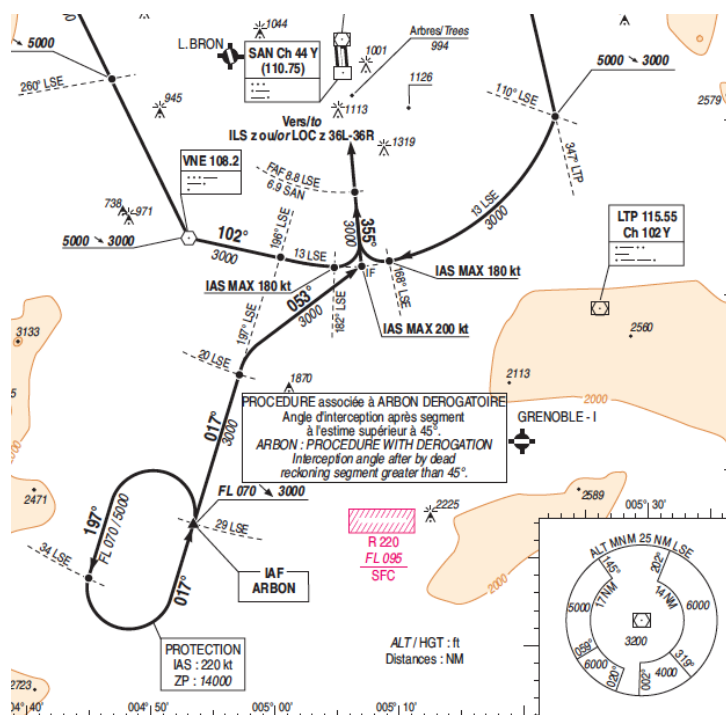 1044
5000 ↘ 3000
L.BRON
SAN Ch 44 Y
(110.75)
1001
Arbres/Trees
994
5000 ↘ 3000
260° LSE
945
1113
1126
110° LSE
2579
Vers/to
ILS z ou/or LOC z 36L-36R
1319
347° LTP
VNE 108.2
FAF 8.8 LSE
6.9 SAN
738
971
196° LSE
355°
3000
13 LSE
3000
LTP 115.55
Ch 102 Y
5000 ↘ 3000
102°
3000
13 LSE
IAS MAX 180 kt
IF
168° LSE
IAS MAX 180 kt
053°
3000
182° LSE
IAS MAX 200 kt
197° LSE
3133
2560
20 LSE
1870
2113
2000
PROCEDURE associée à ARBON DEROGATOIRE
Angle d'interception après segment
à l'estime supérieur à 45°.
ARBON : PROCEDURE WITH DEROGATION
Interception angle after by dead
reckoning segment greater than 45°.
GRENOBLE - I
017°
3000
2000
2471
FL 070 ↘ 3000
197°
FL 070 / 5000
29 LSE
2225
2589
R 220
FL 095
SFC
34 LSE
017°
IAF
ARBON
2000
005° 30'
ALT MNM 25 NM LSE
145°
202°
17NM
14 NM
5000
6000
3200
059°
6000
020°
002°
4000
319°
PROTECTION
IAS : 220 kt
ZP : 14000
ALT / HGT : ft
Distances : NM
2723
004° 40'
004° 50'
005° 00'
005° 10'